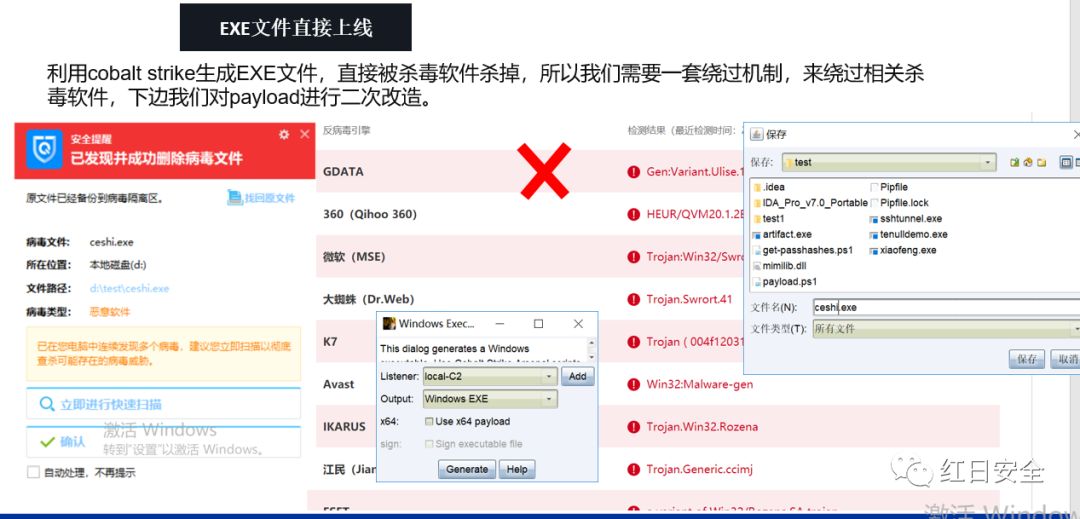 EXE文件直接上线
利用cobalt strike生成EXE文件，直接被杀毒软件杀掉，所以我们需要一套绕过机制，来绕过相关杀
毒软件，下边我们对payload进行二次改造。
安全提醒
已发现并成功删除病毒文件
原文件已经备份到病毒隔离区。
找回原文件
病毒文件: ceshi.exe
所在位置: 本地磁盘(d:)
文件路径: d:\test\ceshi.exe
病毒类型: 恶意软件
已在您电脑中连续发现多个病毒、建议您立即扫描以彻底
查杀可能存在的病毒威胁。
立即进行快速扫描
确认
激活 Windows
转到"设置"以激活 Windows。
自动处理，不再提示
反病毒引擎 检测结果（最近检测时间：
GDATA Gen:Variant.Ulise.1
360（Qihoo 360） HEUR/QVM20.1.2E
微软（MSE） Trojan:Win32/Swro
大蜘蛛（Dr.Web） Trojan.Swrort.41
K7 Trojan ( 004f12031
Avast Win32:Malware-gen
IKARUS Trojan.Win32.Rozena
江民（Jian Trojan.Generic.ccimj
Windows Exec...
This dialog generates a Windows
Listener: local-C2 Add
Output: Windows EXE
x64: Use x64 payload
sign: Sign executable file
Generate Help
保存
保存: test
.idea Pipfile
IDA_Pro_v7.0_Portable Pipfile.lock
test1 sshtunnel.exe
artifact.exe tenulldemo.exe
get-passhashes.ps1 xiaofeng.exe
mimilib.dll
payload.ps1
文件名(N): ceshi.exe
文件类型(T): 所有文件
保存 取消
红日安全
激活 Windows